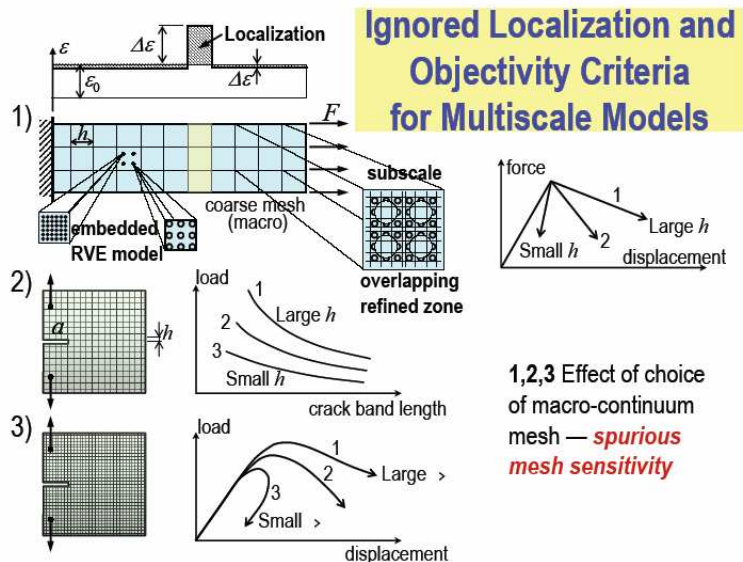 Ignored Localization and
Objectivity Criteria
for Multiscale Models
ε
Δε
Localization
Δε
ε0
1)
F
h
coarse mesh
(macro)
embedded
RVE model
subscale
overlapping
refined zone
force
1
Large h
2
Small h
displacement
2)
a
h
load
1
Large h
2
3
Small h
crack band length
1,2,3 Effect of choice
of macro-continuum
mesh — spurious
mesh sensitivity
3)
load
1
Large >
2
3
Small >
displacement